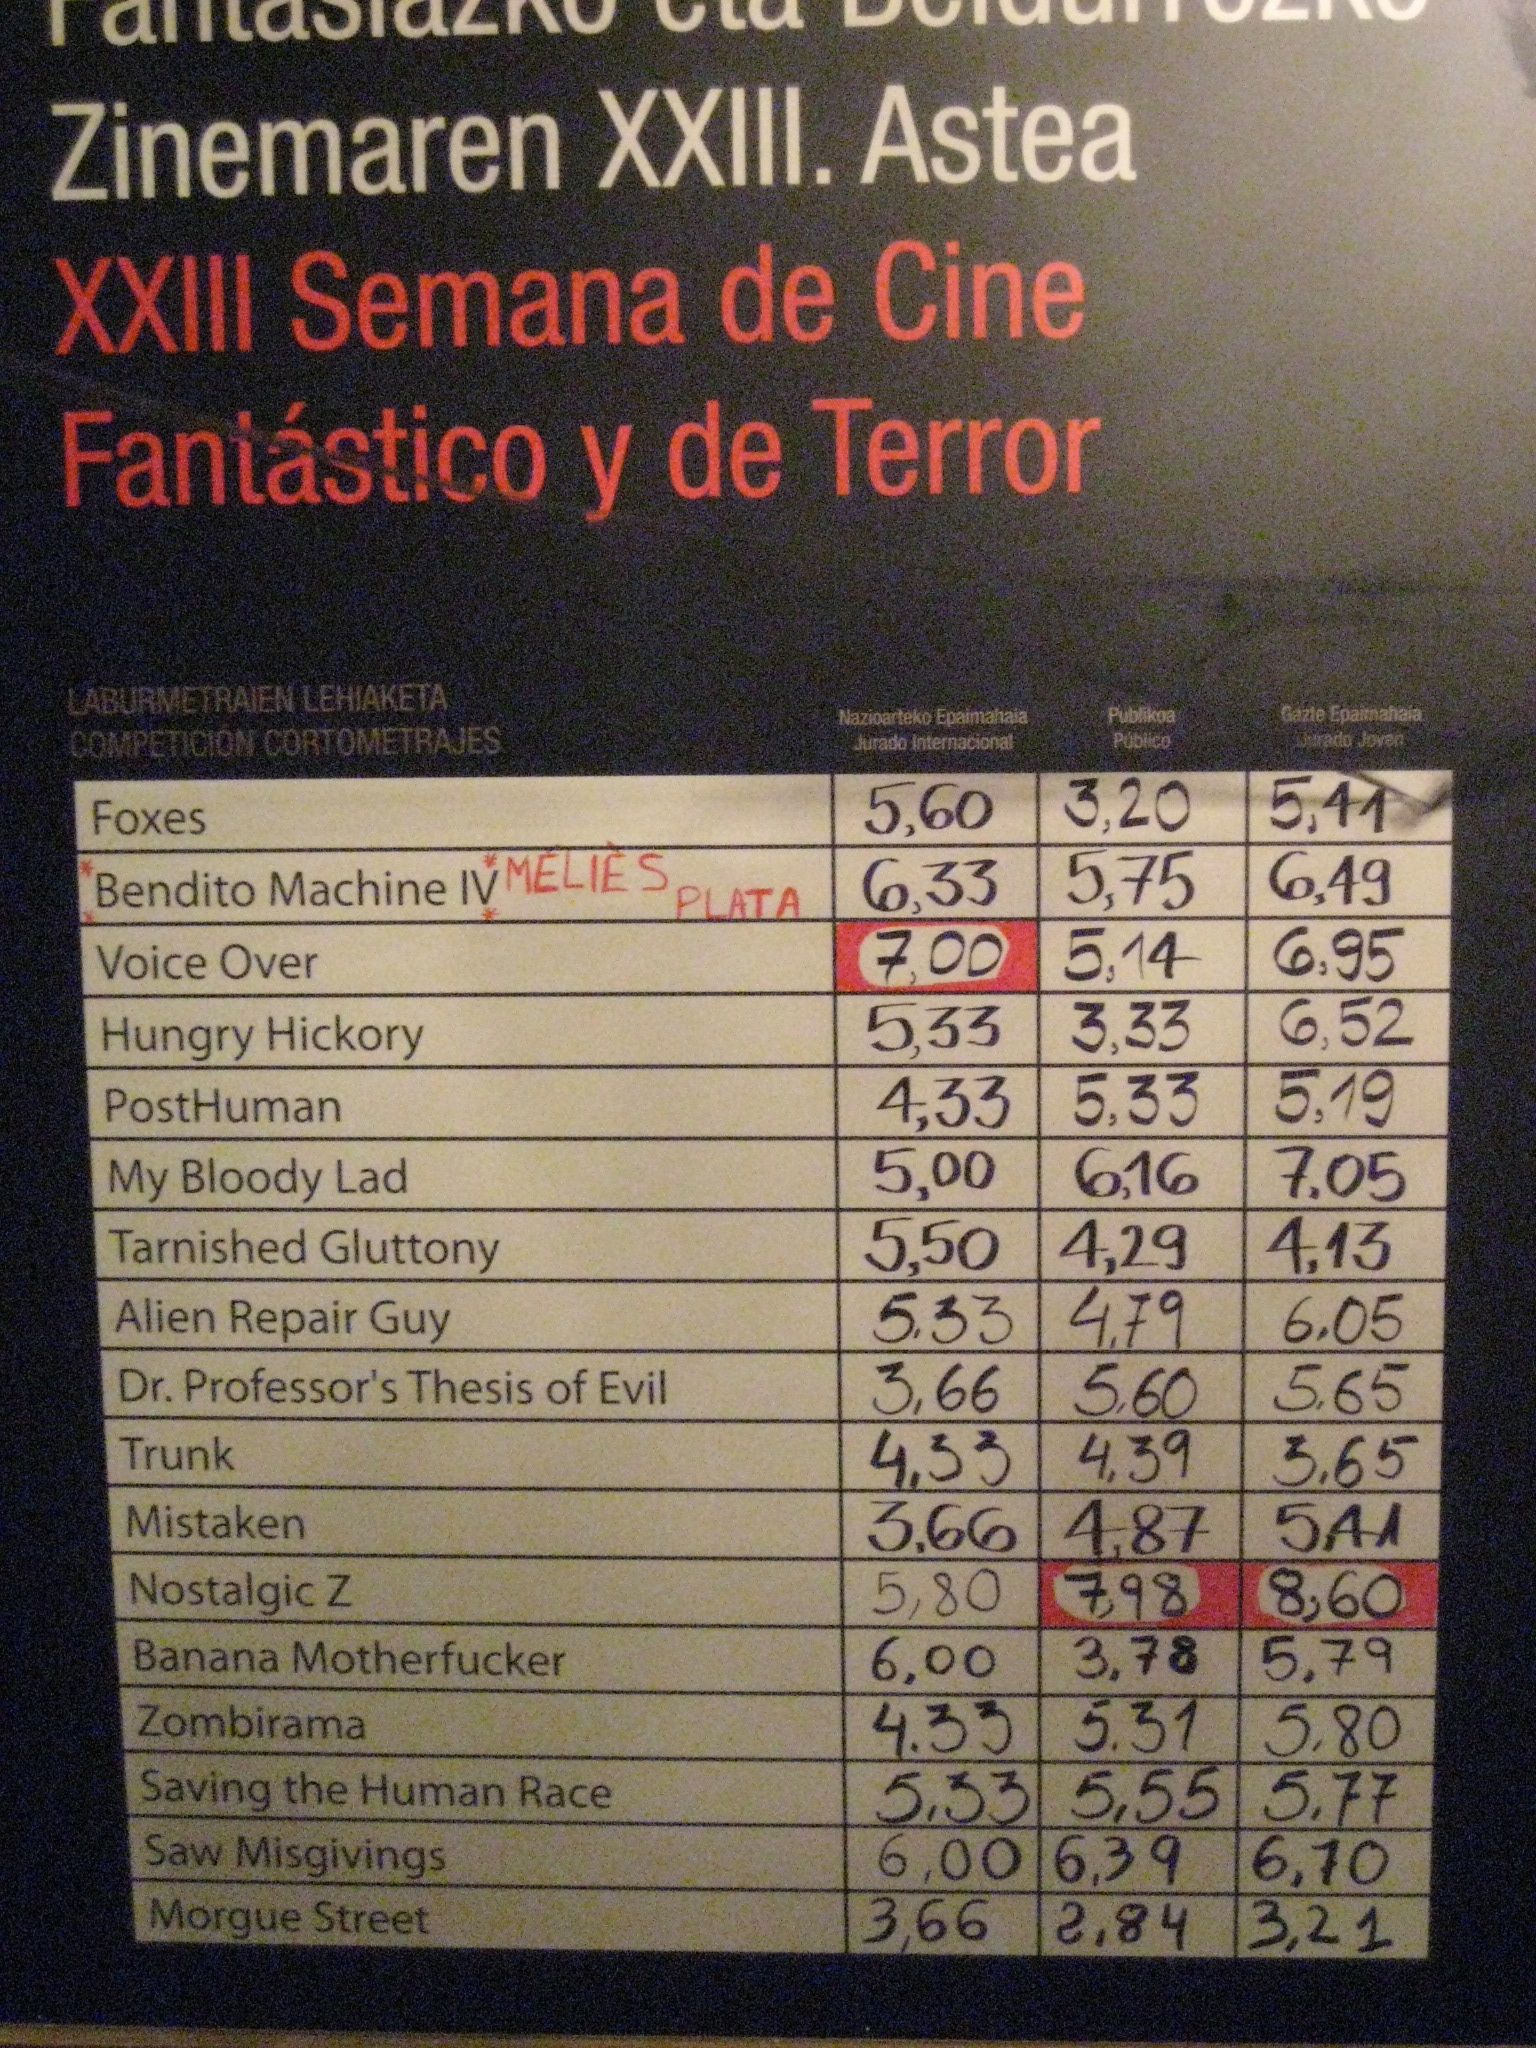 Fantasiazko eta Beldurrezko
Zinemaren XXIII. Astea
XXIII Semana de Cine
Fantástico y de Terror
LABURMETRAIEN LEHIAKETA
COMPETICIÓN CORTOMETRAJES
Nazioarteko Epaimahaia
Jurado Internacional
Publikoa
Público
Gazte Epaimahaia
Jurado Joven
Foxes 5,60 3,20 5,11
*Bendito Machine IV* MÉLIÈS PLATA 6,33 5,75 6,49
Voice Over 7,00 5,14 6,95
Hungry Hickory 5,33 3,33 6,52
PostHuman 4,33 5,33 5,19
My Bloody Lad 5,00 6,16 7.05
Tarnished Gluttony 5,50 4,29 4,13
Alien Repair Guy 5.33 4,79 6.05
Dr. Professor's Thesis of Evil 3,66 5.60 5.65
Trunk 4.33 4.39 3.65
Mistaken 3.66 4,87 5,41
Nostalgic Z 5,80 7,98 8,60
Banana Motherfucker 6,00 3,78 5,79
Zombirama 4.33 5.31 5.80
Saving the Human Race 5.33 5,55 5,77
Saw Misgivings 6,00 6,39 6,70
Morgue Street 3,66 2,84 3,21